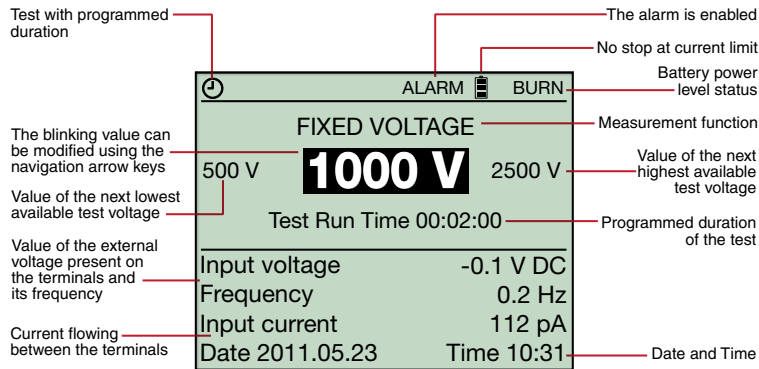 Test with programmed
duration
The alarm is enabled
No stop at current limit
Battery power
level status
ALARM BURN
FIXED VOLTAGE
Measurement function
The blinking value can
be modified using the
navigation arrow keys
500 V 1000 V 2500 V
Value of the next
highest available
test voltage
Value of the next lowest
available test voltage
Test Run Time 00:02:00
Programmed duration
of the test
Value of the external
voltage present on
the terminals and
its frequency
Input voltage -0.1 V DC
Frequency 0.2 Hz
Input current 112 pA
Current flowing
between the terminals
Date 2011.05.23 Time 10:31
Date and Time